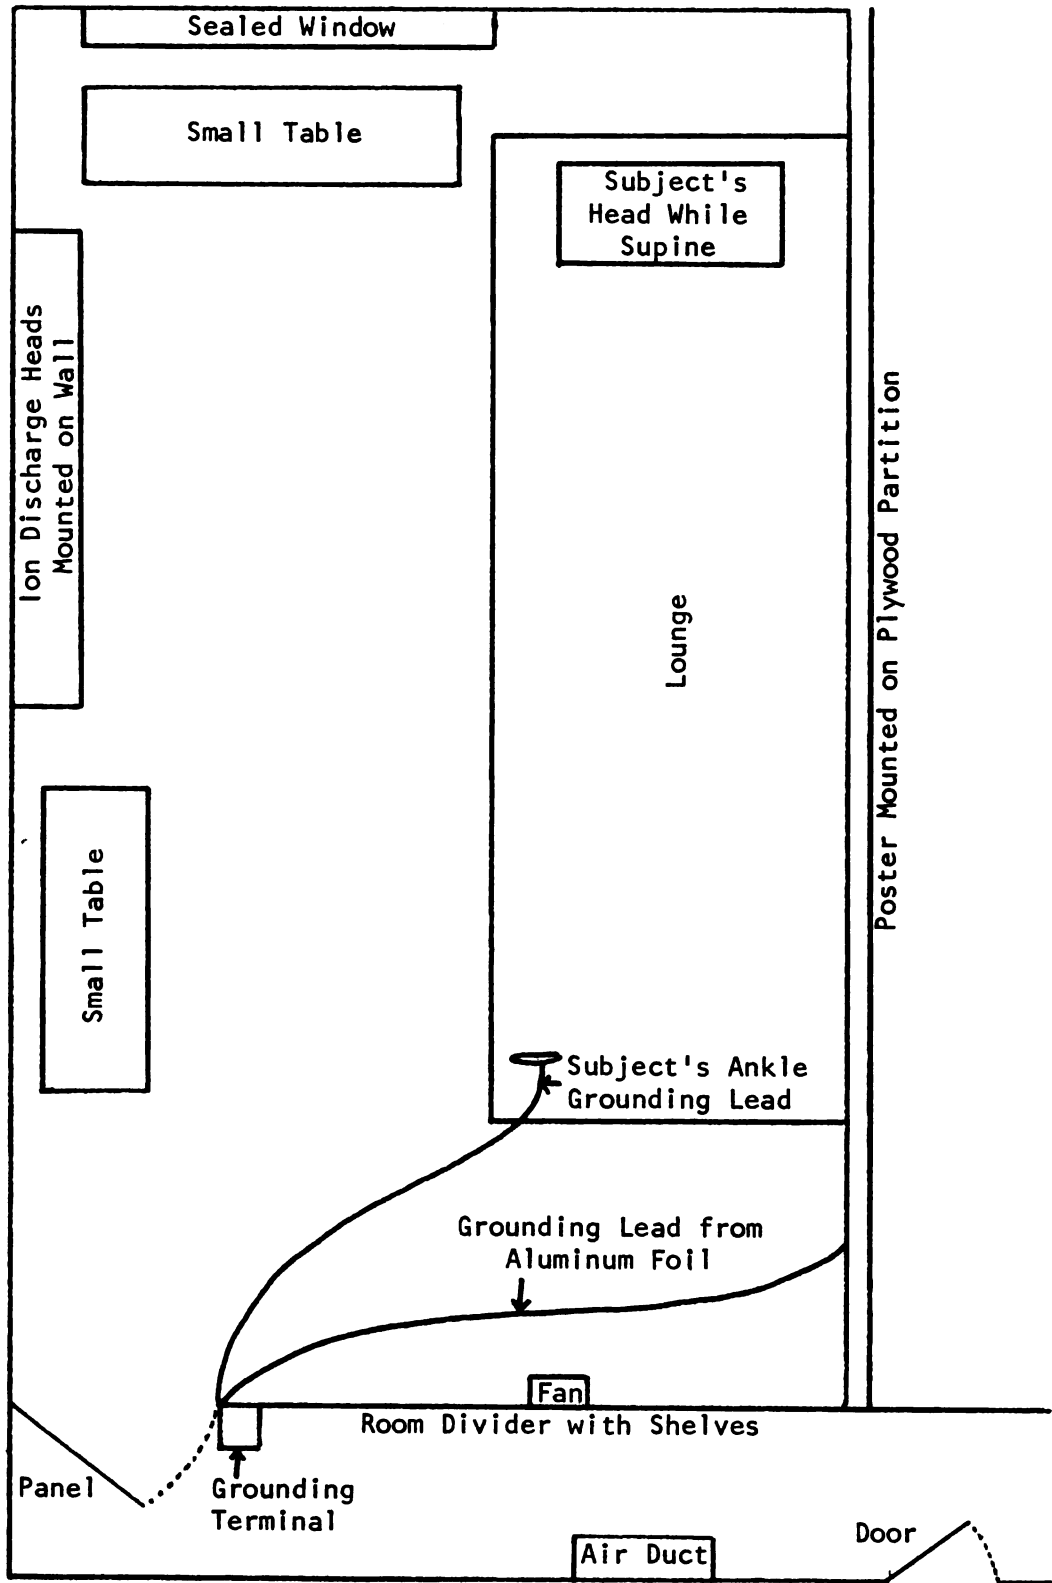 Sealed Window
Small Table
Subject's
Head While
Supine
Ion Discharge Heads
Mounted on Wall
Poster Mounted on Plywood Partition
Lounge
Small Table
Subject's Ankle
Grounding Lead
Grounding Lead from
Aluminum Foil
Fan
Room Divider with Shelves
Panel
Grounding
Terminal
Door
Air Duct